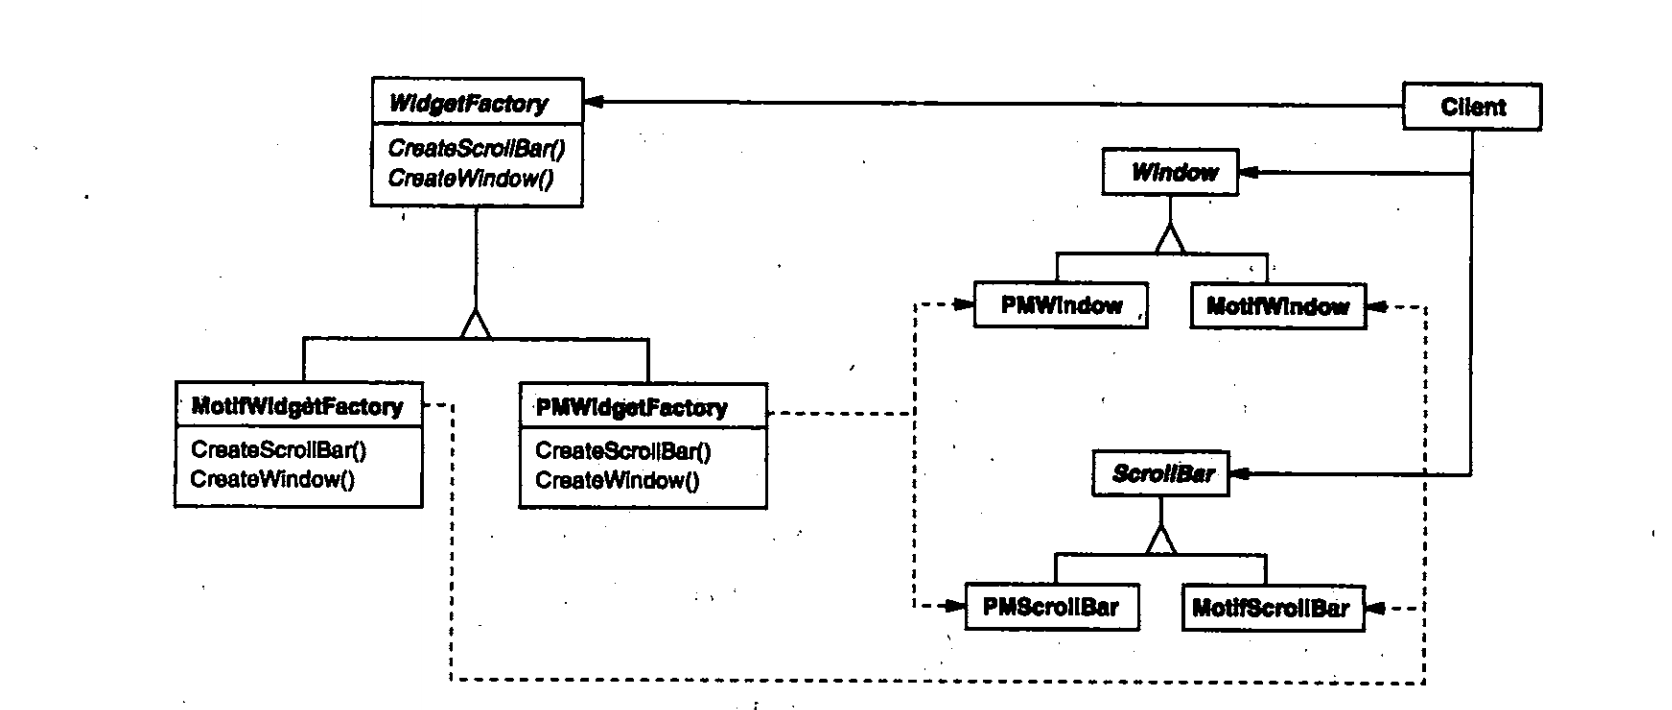 WidgetFactory
CreateScrollBar()
CreateWindow()
Client
Window
PMWindow
MotifWindow
MotifWidgetFactory
CreateScrollBar()
CreateWindow()
PMWidgetFactory
CreateScrollBar()
CreateWindow()
ScrollBar
PMScrollBar
MotifScrollBar